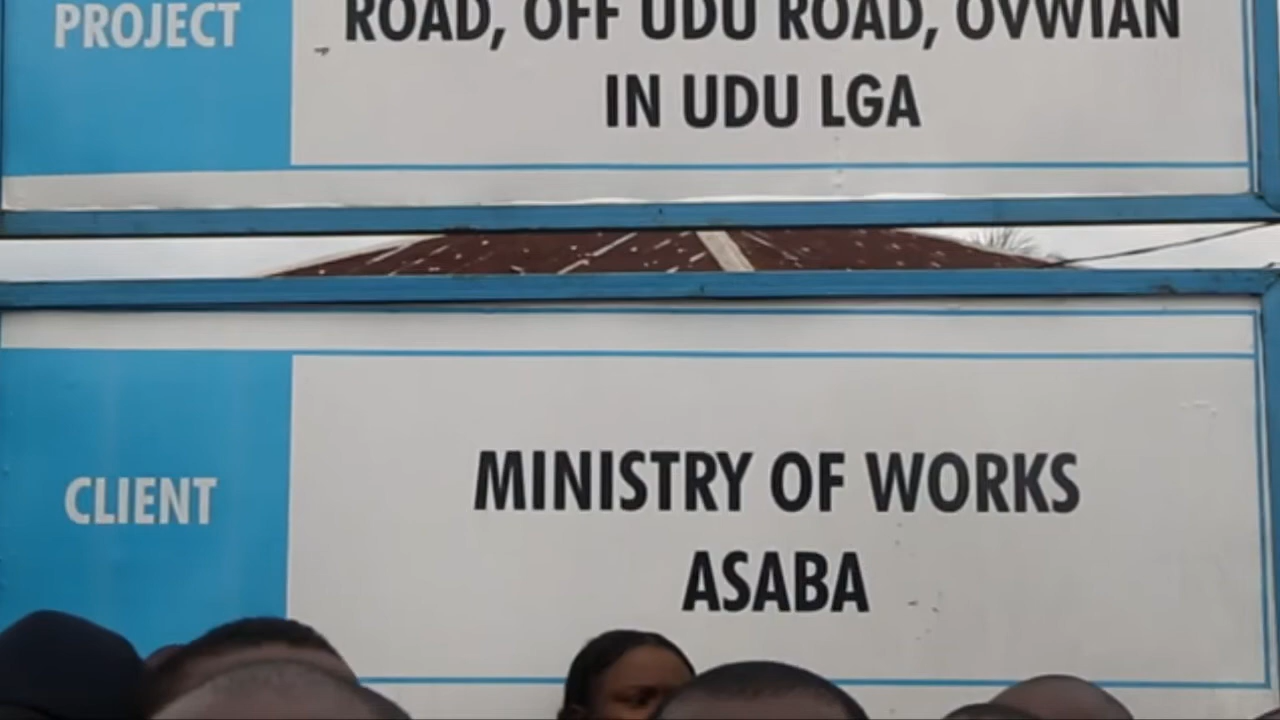 PROJECT
ROAD, OFF UDU ROAD, OVWIAN
IN UDU LGA
CLIENT
MINISTRY OF WORKS
ASABA